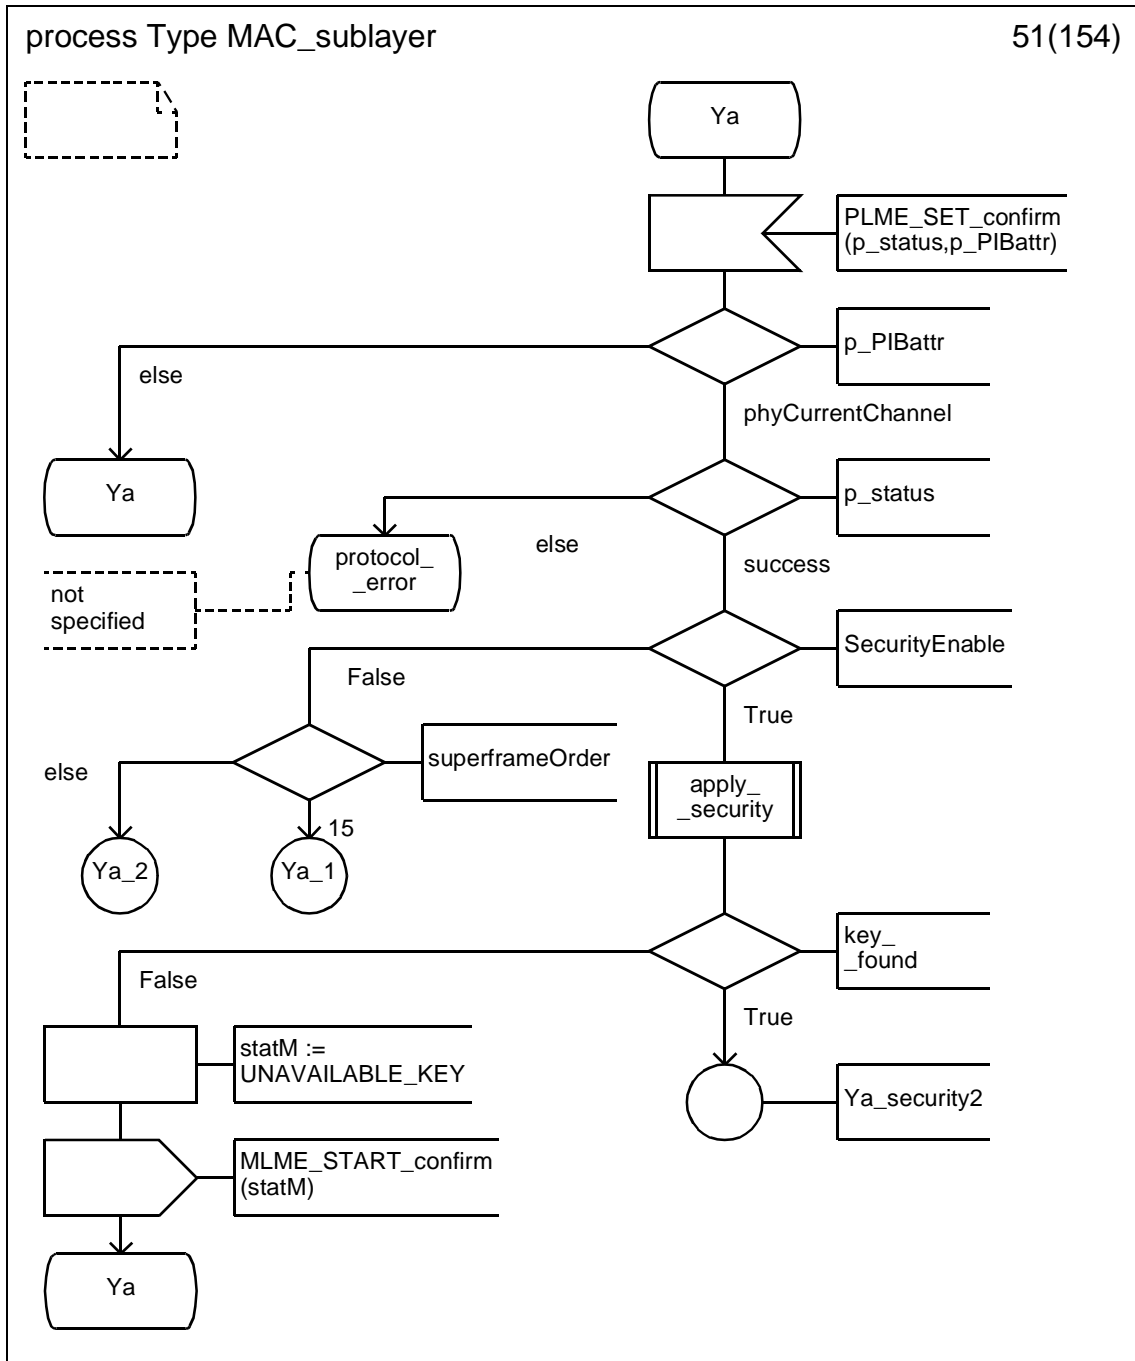 process Type MAC_sublayer
51(154)
Ya
PLME_SET_confirm
(p_status,p_PIBattr)
p_PIBattr
else
phyCurrentChannel
Ya
p_status
else
protocol_
_error
success
not
specified
SecurityEnable
False
True
superframeOrder
else
apply_
_security
15
Ya_2
Ya_1
key_
_found
False
True
statM :=
UNAVAILABLE_KEY
Ya_security2
MLME_START_confirm
(statM)
Ya